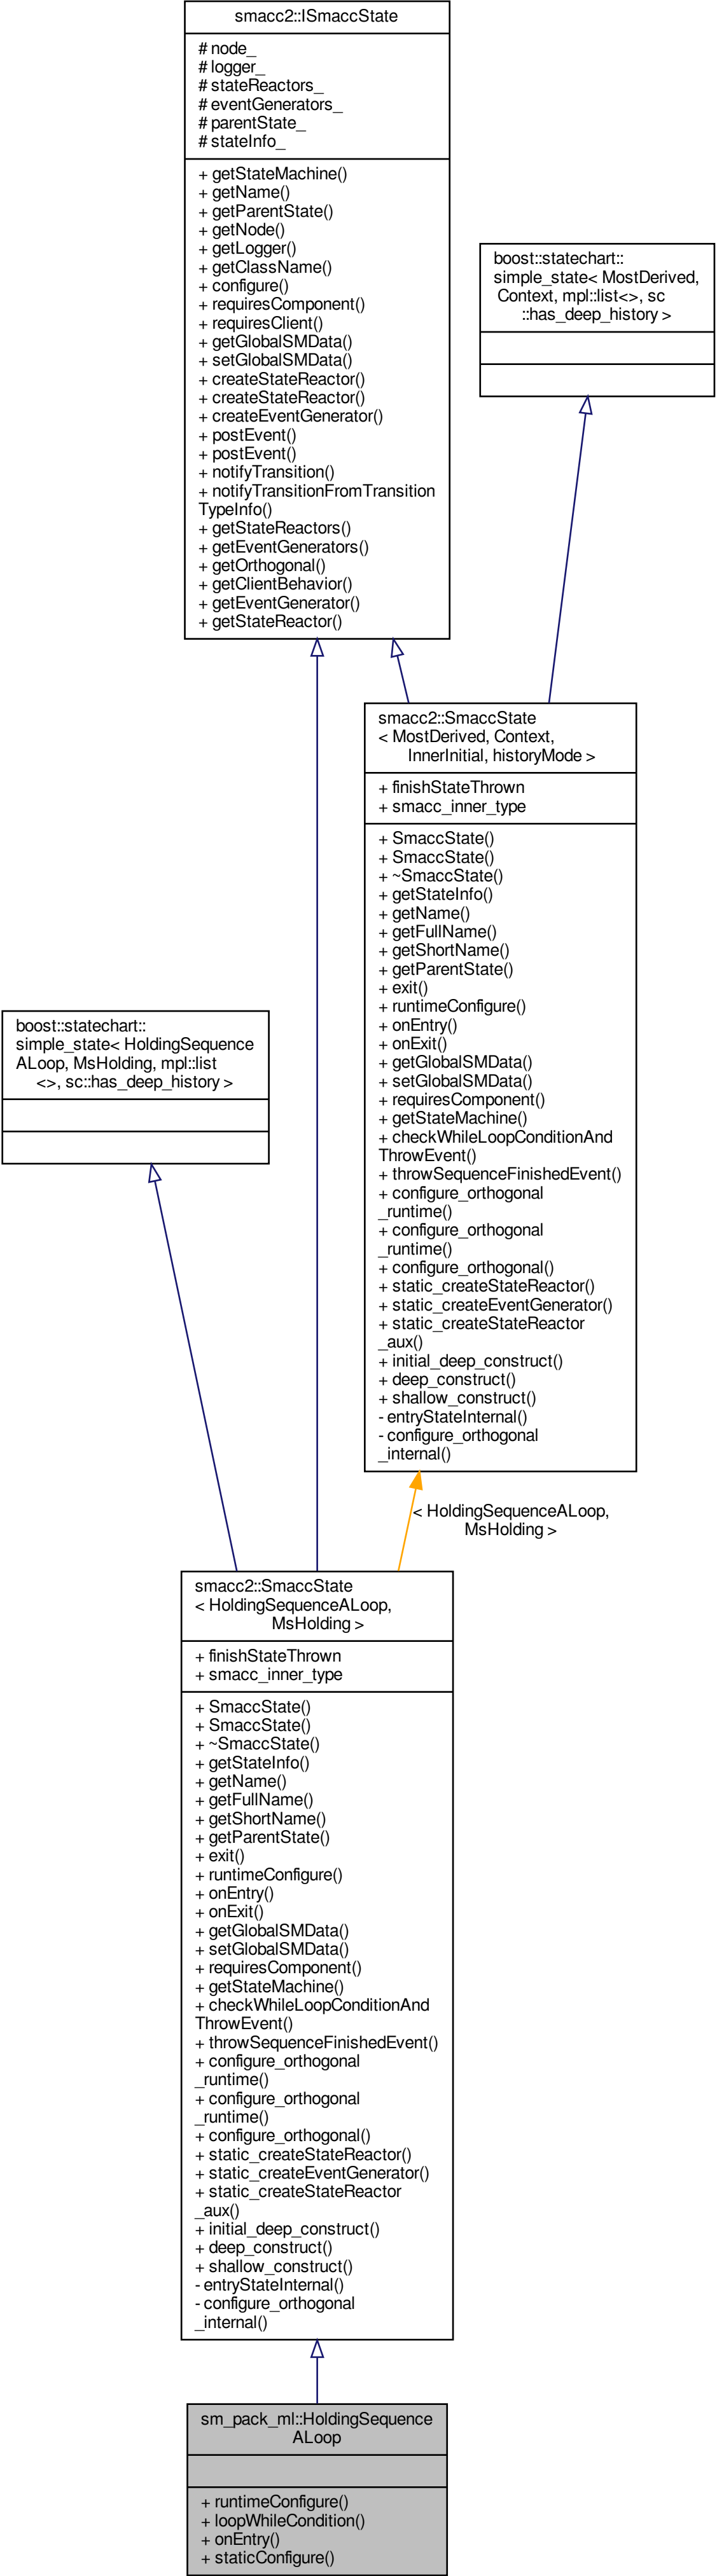 smacc2::ISmaccState
# node_
# logger_
# stateReactors_
# eventGenerators_
# parentState_
# stateInfo_
+ getStateMachine()
+ getName()
+ getParentState()
+ getNode()
+ getLogger()
+ getClassName()
+ configure()
+ requiresComponent()
+ requiresClient()
+ getGlobalSMData()
+ setGlobalSMData()
+ createStateReactor()
+ createStateReactor()
+ createEventGenerator()
+ postEvent()
+ postEvent()
+ notifyTransition()
+ notifyTransitionFromTransition
TypeInfo()
+ getStateReactors()
+ getEventGenerators()
+ getOrthogonal()
+ getClientBehavior()
+ getEventGenerator()
+ getStateReactor()
boost::statechart::
simple_state< MostDerived,
Context, mpl::list<>, sc
::has_deep_history >
smacc2::SmaccState
< MostDerived, Context,
InnerInitial, historyMode >
+ finishStateThrown
+ smacc_inner_type
+ SmaccState()
+ SmaccState()
+ ~SmaccState()
+ getStateInfo()
+ getName()
+ getFullName()
+ getShortName()
+ getParentState()
+ exit()
+ runtimeConfigure()
+ onEntry()
+ onExit()
+ getGlobalSMData()
+ setGlobalSMData()
+ requiresComponent()
+ getStateMachine()
+ checkWhileLoopConditionAnd
ThrowEvent()
+ throwSequenceFinishedEvent()
+ configure_orthogonal
_runtime()
+ configure_orthogonal
_runtime()
+ configure_orthogonal()
+ static_createStateReactor()
+ static_createEventGenerator()
+ static_createStateReactor
_aux()
+ initial_deep_construct()
+ deep_construct()
+ shallow_construct()
- entryStateInternal()
- configure_orthogonal
_internal()
boost::statechart::
simple_state< HoldingSequence
ALoop, MsHolding, mpl::list
<>, sc::has_deep_history >
< HoldingSequenceALoop,
MsHolding >
smacc2::SmaccState
< HoldingSequenceALoop,
MsHolding >
+ finishStateThrown
+ smacc_inner_type
+ SmaccState()
+ SmaccState()
+ ~SmaccState()
+ getStateInfo()
+ getName()
+ getFullName()
+ getShortName()
+ getParentState()
+ exit()
+ runtimeConfigure()
+ onEntry()
+ onExit()
+ getGlobalSMData()
+ setGlobalSMData()
+ requiresComponent()
+ getStateMachine()
+ checkWhileLoopConditionAnd
ThrowEvent()
+ throwSequenceFinishedEvent()
+ configure_orthogonal
_runtime()
+ configure_orthogonal
_runtime()
+ configure_orthogonal()
+ static_createStateReactor()
+ static_createEventGenerator()
+ static_createStateReactor
_aux()
+ initial_deep_construct()
+ deep_construct()
+ shallow_construct()
- entryStateInternal()
- configure_orthogonal
_internal()
sm_pack_ml::HoldingSequence
ALoop
+ runtimeConfigure()
+ loopWhileCondition()
+ onEntry()
+ staticConfigure()